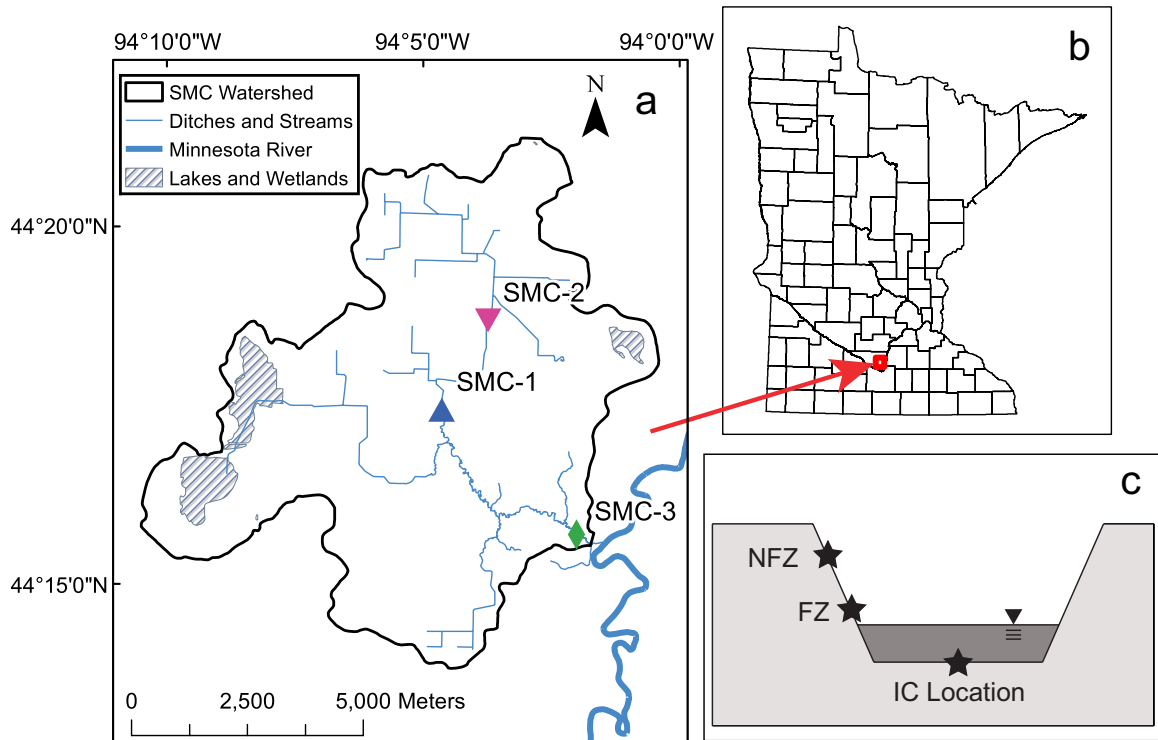 94°10'0"W 94°5'0"W 94°0'0"W
a
N
SMC Watershed
Ditches and Streams
Minnesota River
Lakes and Wetlands
44°20'0"N
SMC-2
SMC-1
SMC-3
44°15'0"N
0 2,500 5,000 Meters
b
c
NFZ
FZ
IC Location